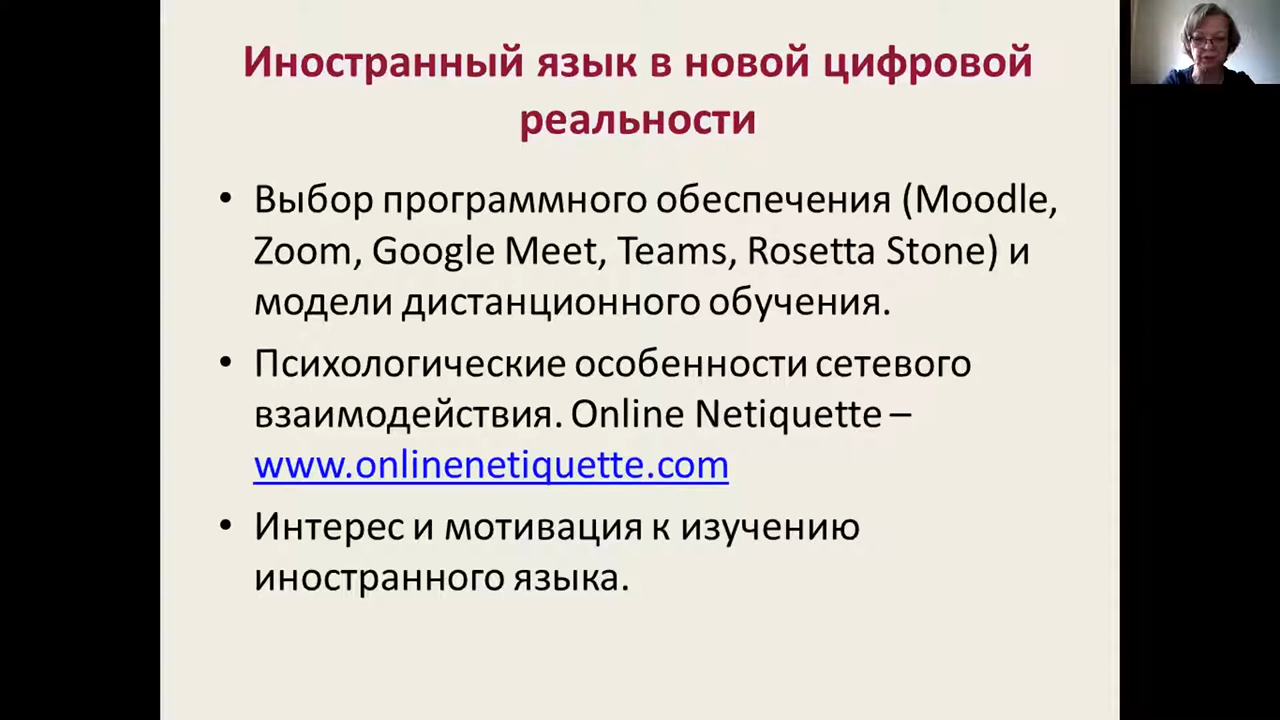 Иностранный язык в новой цифровой
реальности
• Выбор программного обеспечения (Moodle,
Zoom, Google Meet, Teams, Rosetta Stone) и
модели дистанционного обучения.
• Психологические особенности сетевого
взаимодействия. Online Netiquette –
www.onlinenetiquette.com
• Интерес и мотивация к изучению
иностранного языка.